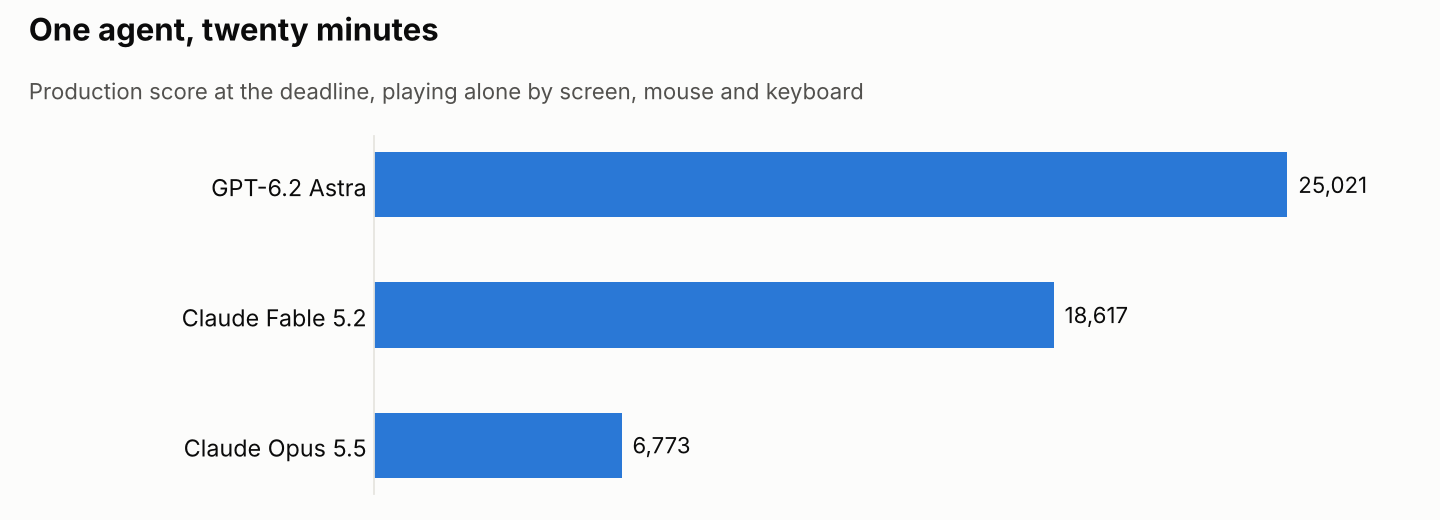 One agent, twenty minutes
Production score at the deadline, playing alone by screen, mouse and keyboard
GPT-6.2 Astra 25,021
Claude Fable 5.2 18,617
Claude Opus 5.5 6,773